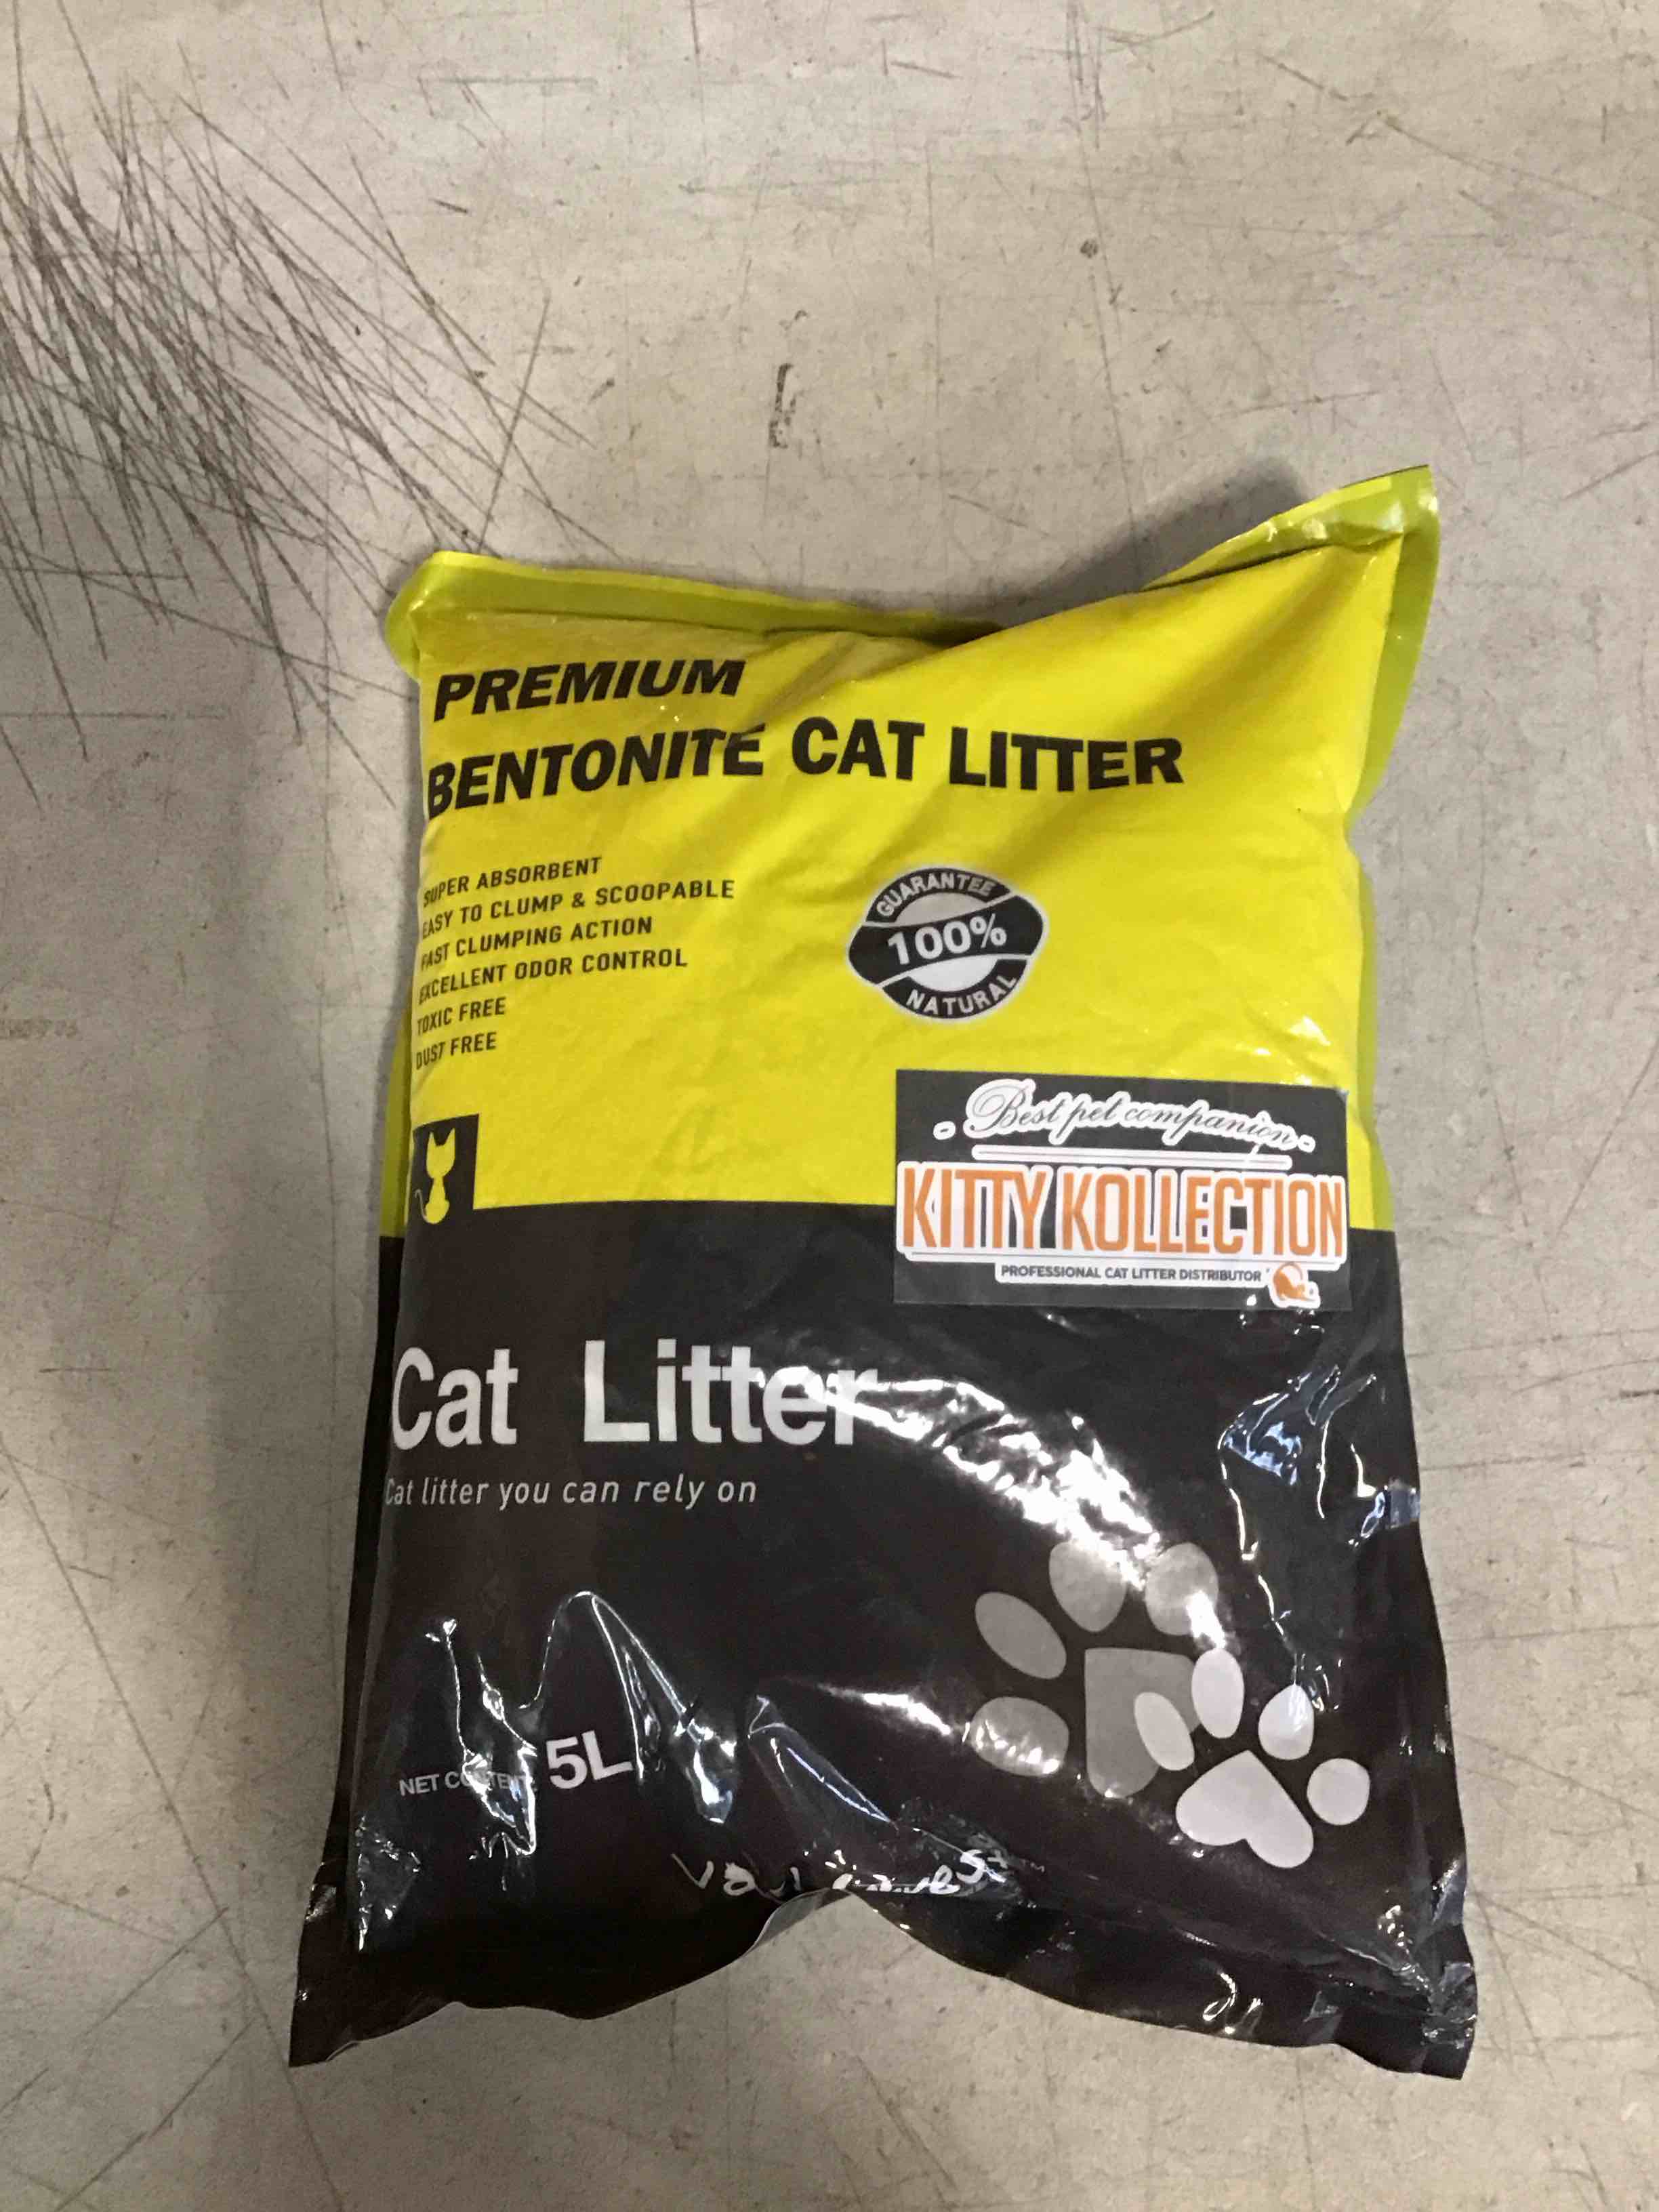 PREMIUM
BENTONITE CAT LITTER
SUPER ABSORBENT
EASY TO CLUMP & SCOOPABLE
FAST CLUMPING ACTION
EXCELLENT ODOR CONTROL
TOXIC FREE
DUST FREE
GUARANTEE
100%
NATURAL
Best pet companion
KITTY KOLLECTION
PROFESSIONAL CAT LITTER DISTRIBUTOR
Cat Litter
Cat litter you can rely on
NET CONTENT: 5L